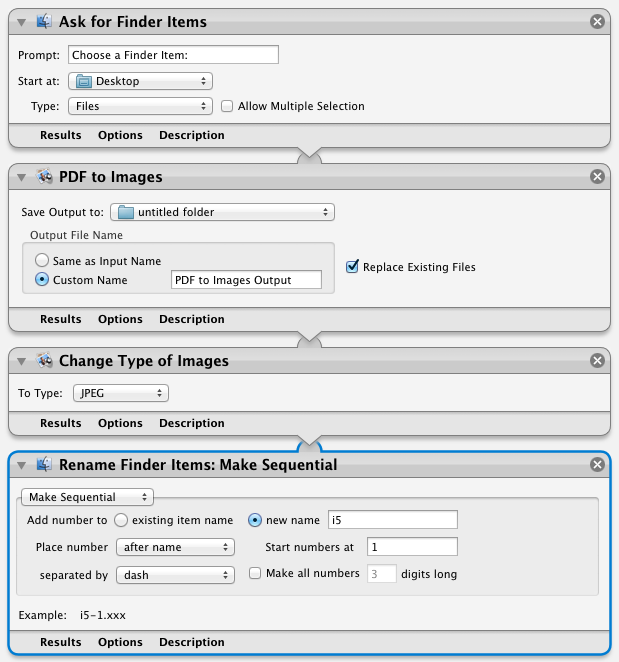 Ask for Finder Items
Prompt: Choose a Finder Item:
Start at: Desktop
Type: Files Allow Multiple Selection
Results Options Description
PDF to Images
Save Output to: untitled folder
Output File Name
Same as Input Name
Custom Name PDF to Images Output Replace Existing Files
Results Options Description
Change Type of Images
To Type: JPEG
Results Options Description
Rename Finder Items: Make Sequential
Make Sequential
Add number to existing item name new name i5
Place number after name Start numbers at 1
separated by dash Make all numbers 3 digits long
Example: i5-1.xxx
Results Options Description